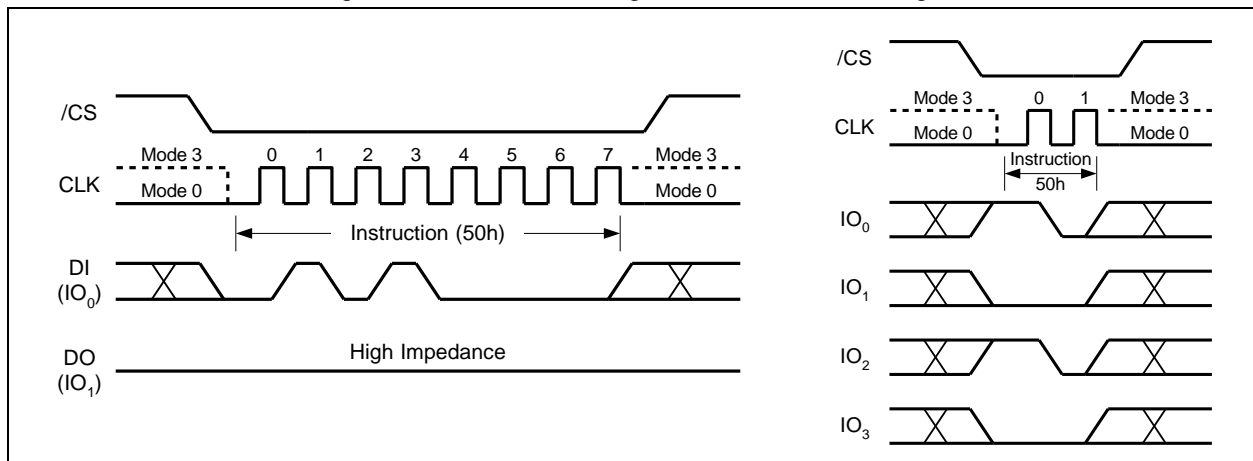 /CS
Mode 3 0 1 2 3 4 5 6 7 Mode 3
CLK Mode 0 Mode 0
Instruction (50h)
DI
(IO0)
High Impedance
DO
(IO1)
/CS
Mode 3 0 1 Mode 3
CLK Mode 0 Mode 0
Instruction
50h
IO0
IO1
IO2
IO3